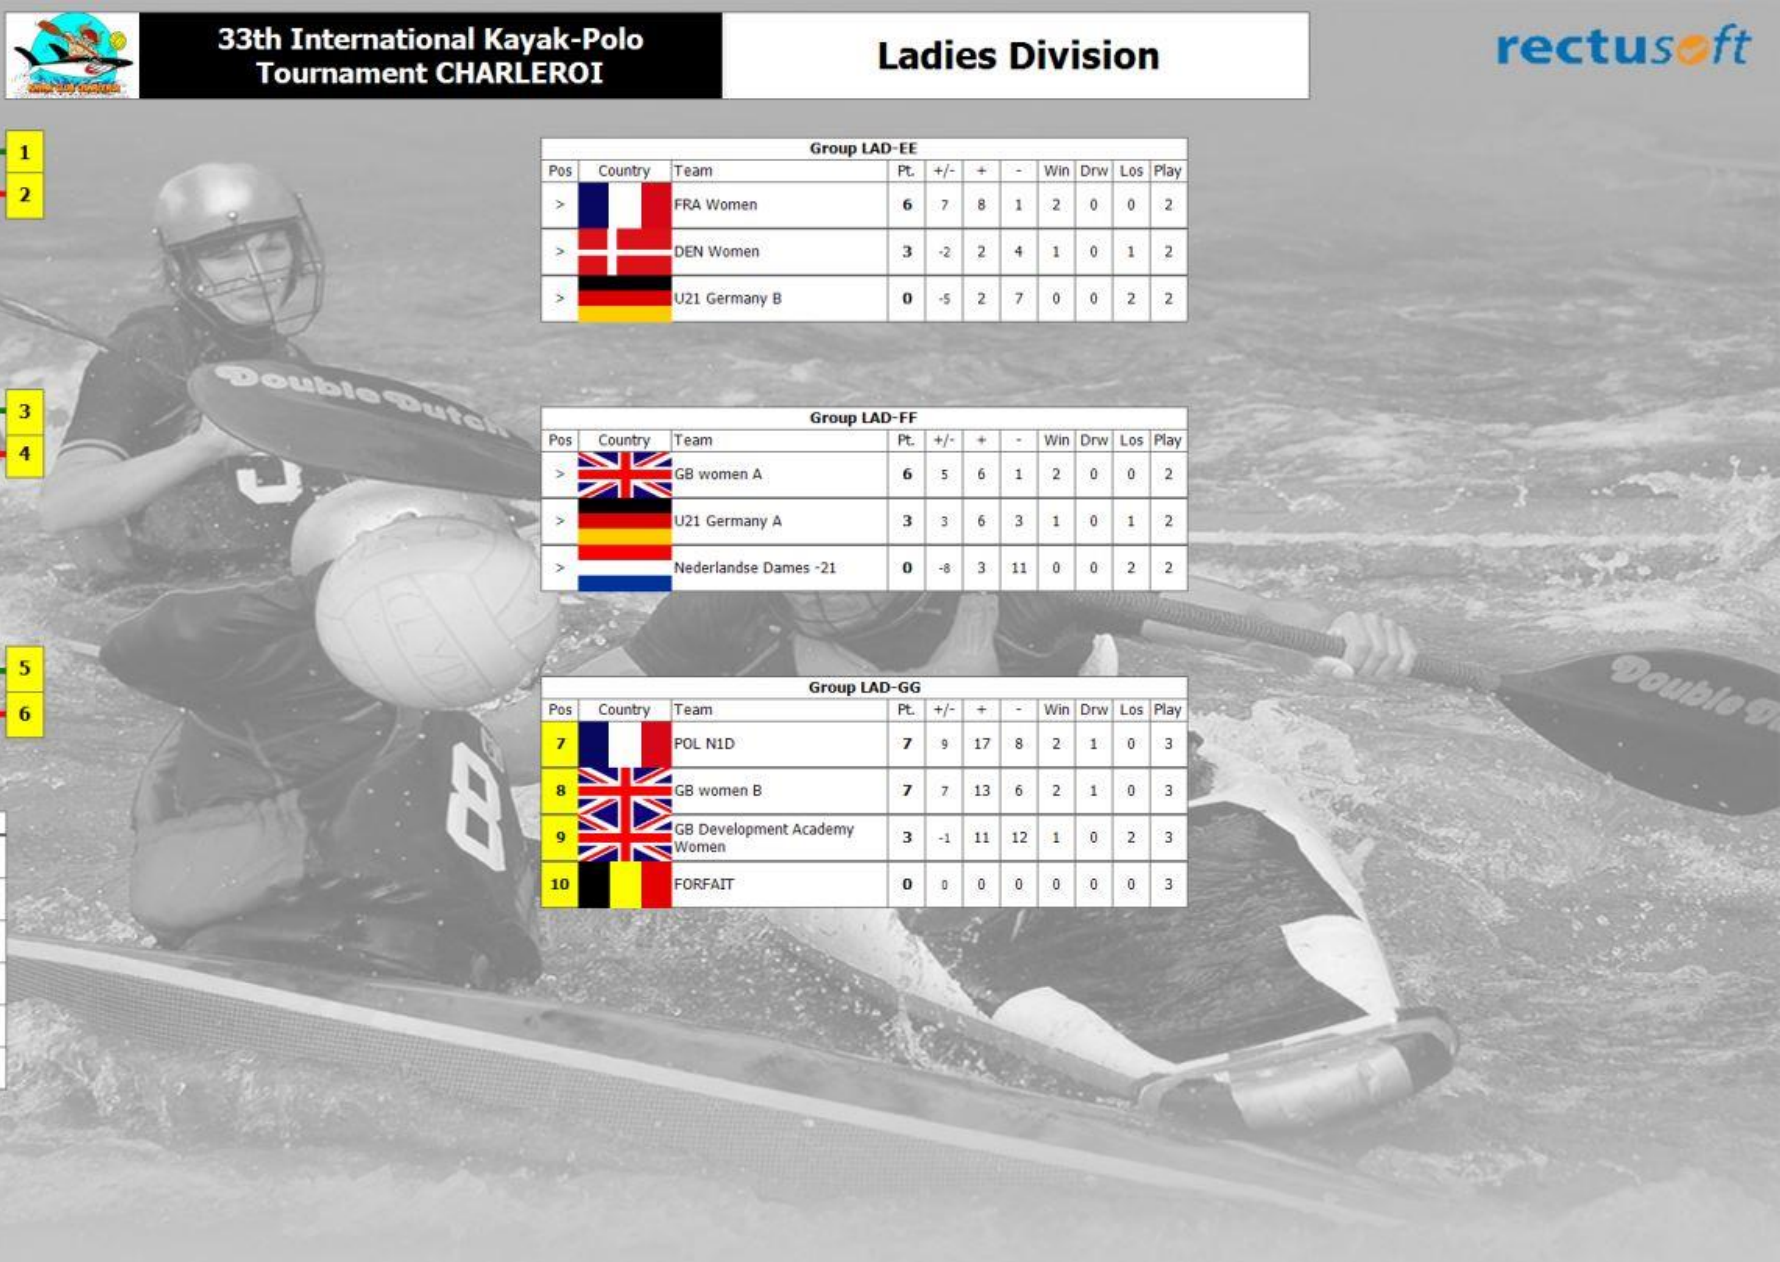 33th International Kayak-Polo
Tournament CHARLEROI
Ladies Division
rectusoft
1
2
3
4
5
6
Group LAD-EE
Pos Country Team Pt. +/- + - Win Drw Los Play
> FRA Women 6 7 8 1 2 0 0 2
> DEN Women 3 -2 2 4 1 0 1 2
> U21 Germany B 0 -5 2 7 0 0 2 2
Double Dutch
Group LAD-FF
Pos Country Team Pt. +/- + - Win Drw Los Play
> GB women A 6 5 6 1 2 0 0 2
> U21 Germany A 3 3 6 3 1 0 1 2
> Nederlandse Dames -21 0 -8 3 11 0 0 2 2
Group LAD-GG
Pos Country Team Pt. +/- + - Win Drw Los Play
7 POL N1D 7 9 17 8 2 1 0 3
8 GB women B 7 7 13 6 2 1 0 3
9 GB Development Academy
Women 3 -1 11 12 1 0 2 3
10 FORFAIT 0 0 0 0 0 0 0 3
Double
8